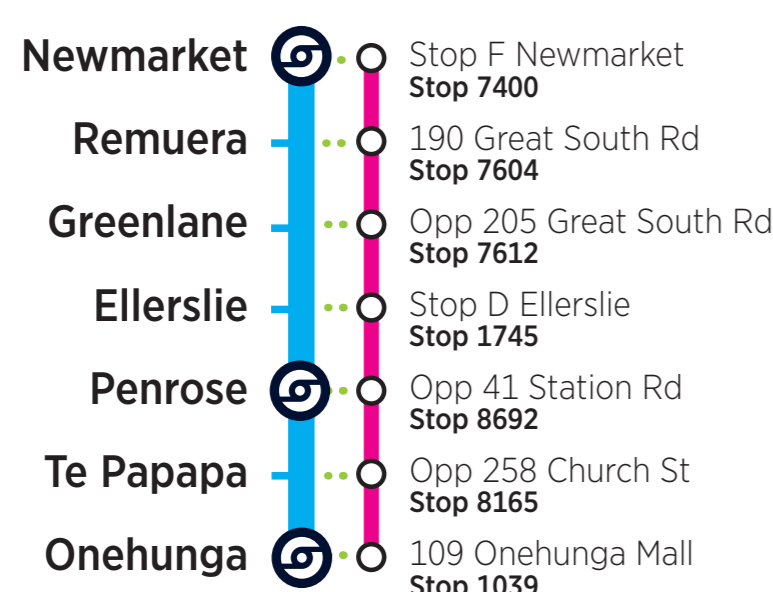 Newmarket
Stop F Newmarket
Stop 7400
Remuera
190 Great South Rd
Stop 7604
Greenlane
Opp 205 Great South Rd
Stop 7612
Ellerslie
Stop D Ellerslie
Stop 1745
Penrose
Opp 41 Station Rd
Stop 8692
Te Papapa
Opp 258 Church St
Stop 8165
Onehunga
109 Onehunga Mall
Stop 1039